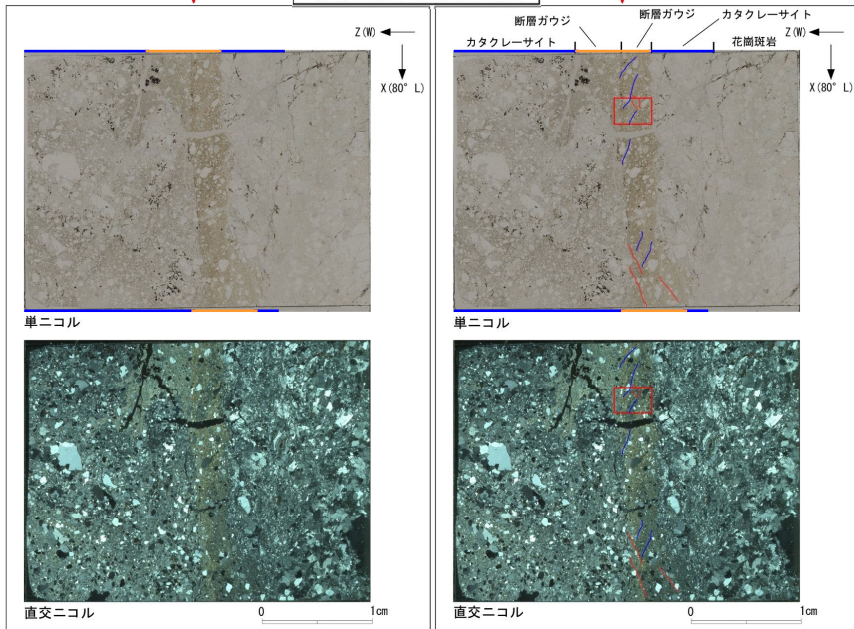 Z(W)
X(80° L)
単ニコル
直交ニコル
0 1cm
断層ガウジ 断層ガウジ カタクレーサイト
カタクレーサイト 花崗斑岩
Z(W)
X(80° L)
単ニコル
直交ニコル
0 1cm